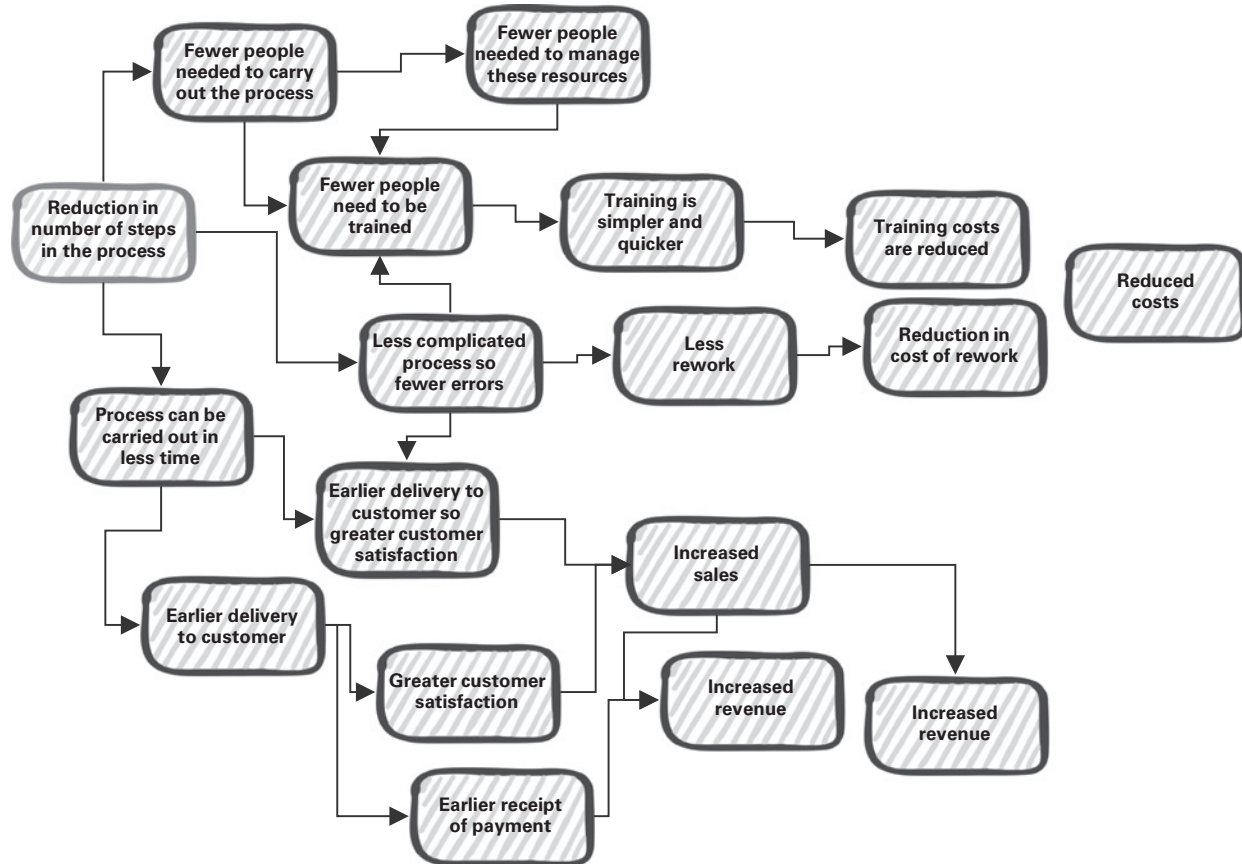 Fewer people
needed to carry
out the process
Fewer people
needed to manage
these resources
Reduction in
number of steps
in the process
Fewer people
need to be
trained
Training is
simpler and
quicker
Training costs
are reduced
Reduced
costs
Less complicated
process so
fewer errors
Less
rework
Reduction in
cost of rework
Process can be
carried out in
less time
Earlier delivery to
customer so
greater customer
satisfaction
Increased
sales
Earlier delivery
to customer
Greater customer
satisfaction
Increased
revenue
Increased
revenue
Earlier receipt
of payment